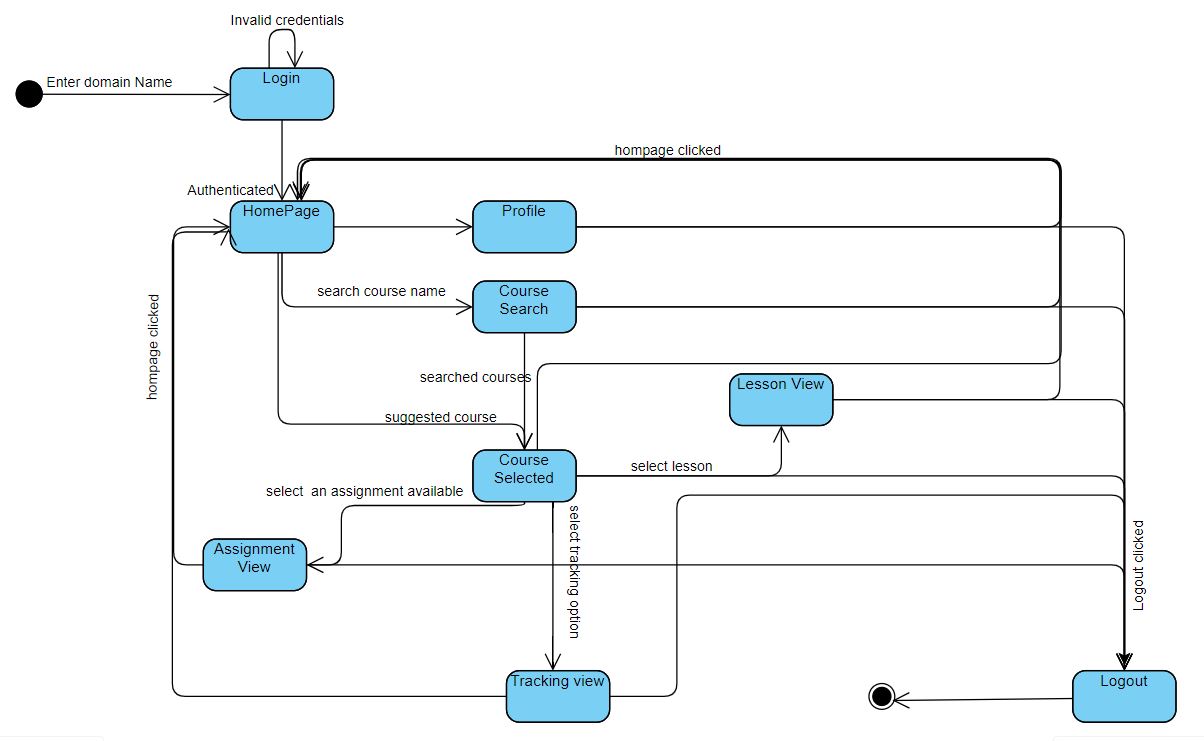 Invalid credentials
Login
Enter domain Name
hompage clicked
Authenticated
HomePage
Profile
search course name
Course
Search
hompage clicked
searched courses
Lesson View
suggested course
Course
Selected
select lesson
select  an assignment available
select tracking option
Assignment
View
Logout clicked
Tracking view
Logout